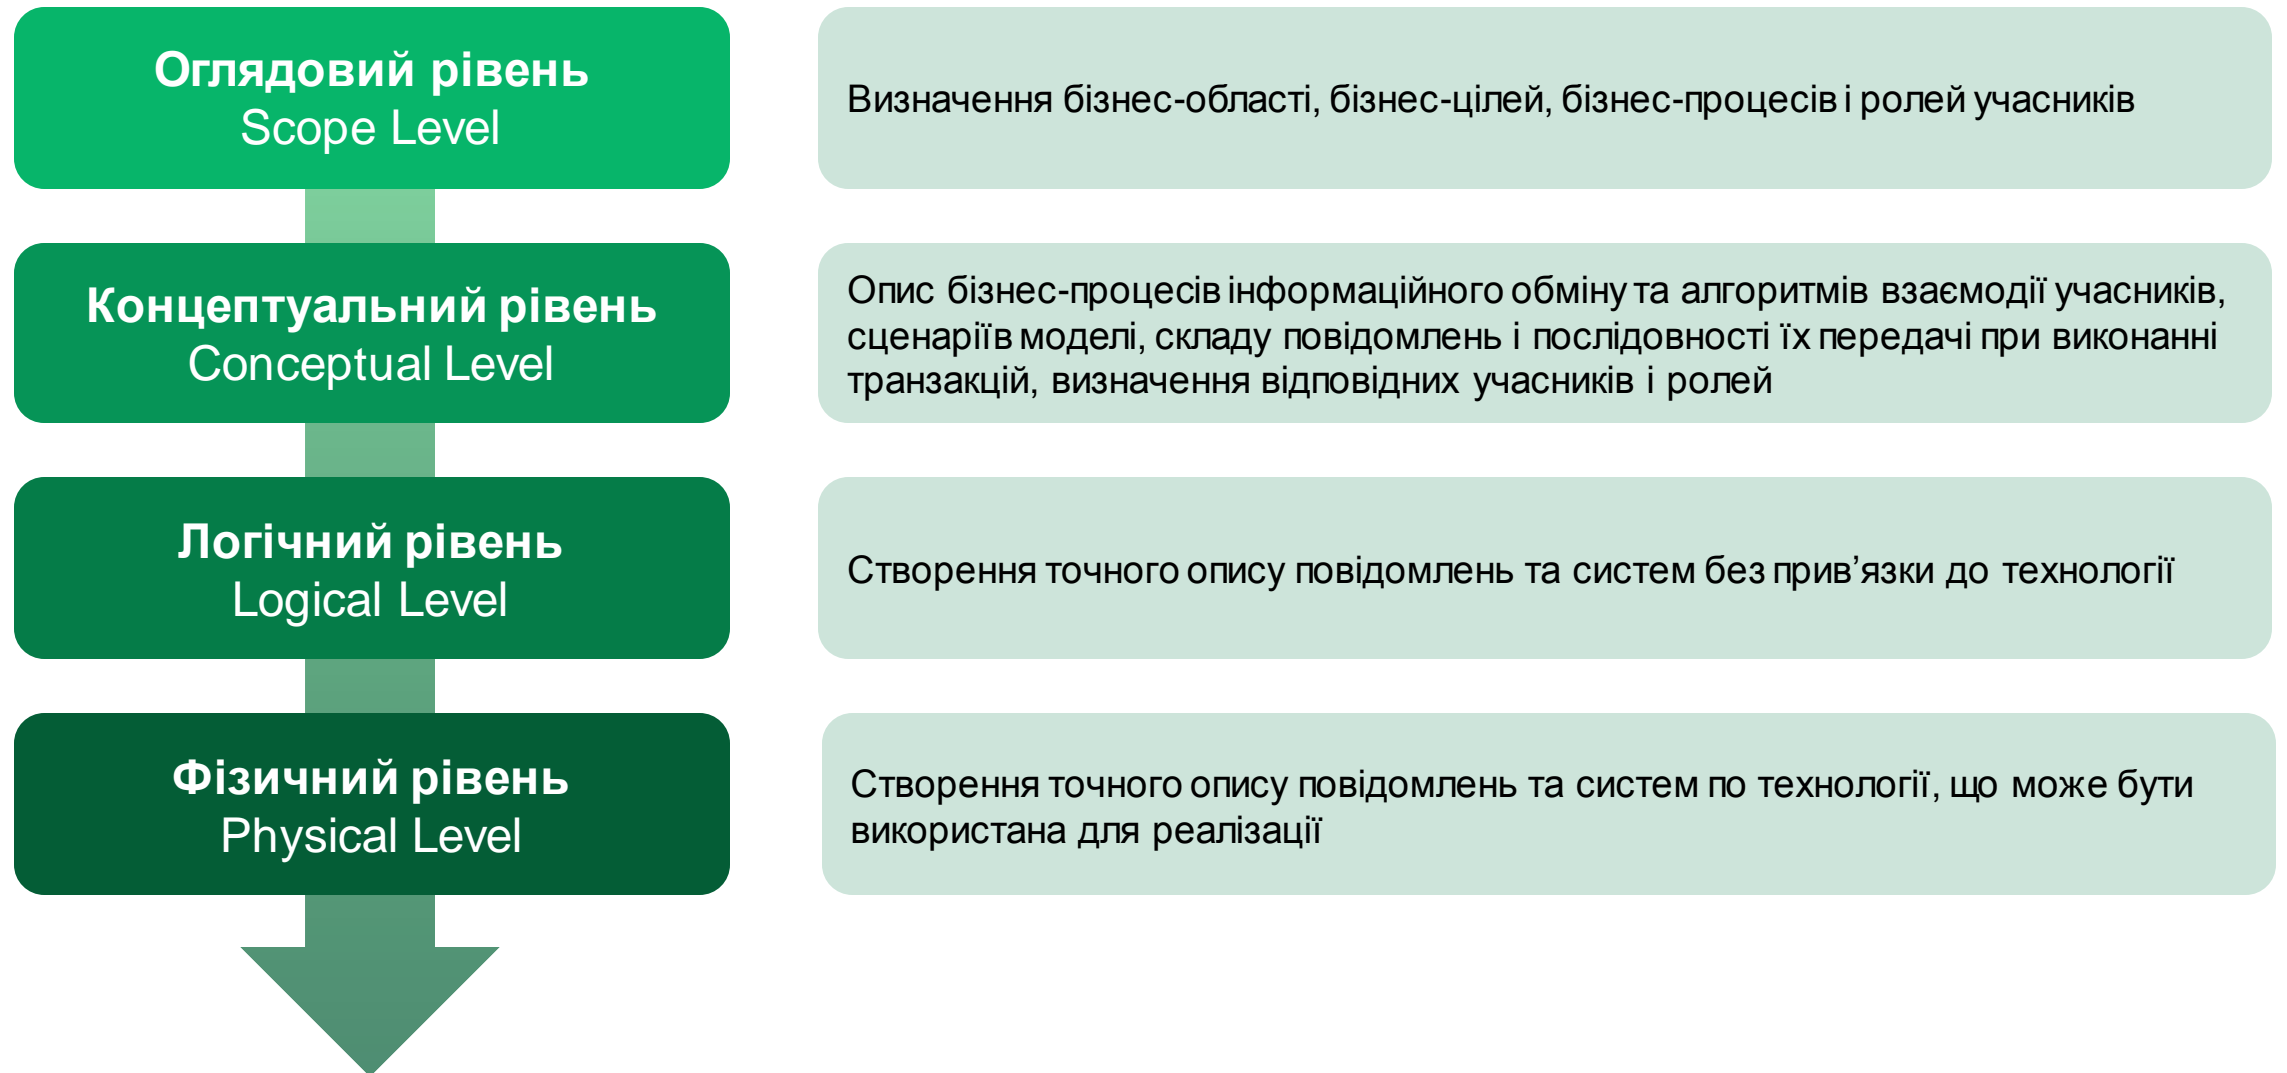 Оглядовий рівень
Scope Level
Визначення бізнес-області, бізнес-цілей, бізнес-процесів і ролей учасників
Концептуальний рівень
Conceptual Level
Опис бізнес-процесів інформаційного обміну та алгоритмів взаємодії учасників,
сценаріїв моделі, складу повідомлень і послідовності їх передачі при виконанні
транзакцій, визначення відповідних учасників і ролей
Логічний рівень
Logical Level
Створення точного опису повідомлень та систем без прив’язки до технології
Фізичний рівень
Physical Level
Створення точного опису повідомлень та систем по технології, що може бути
використана для реалізації